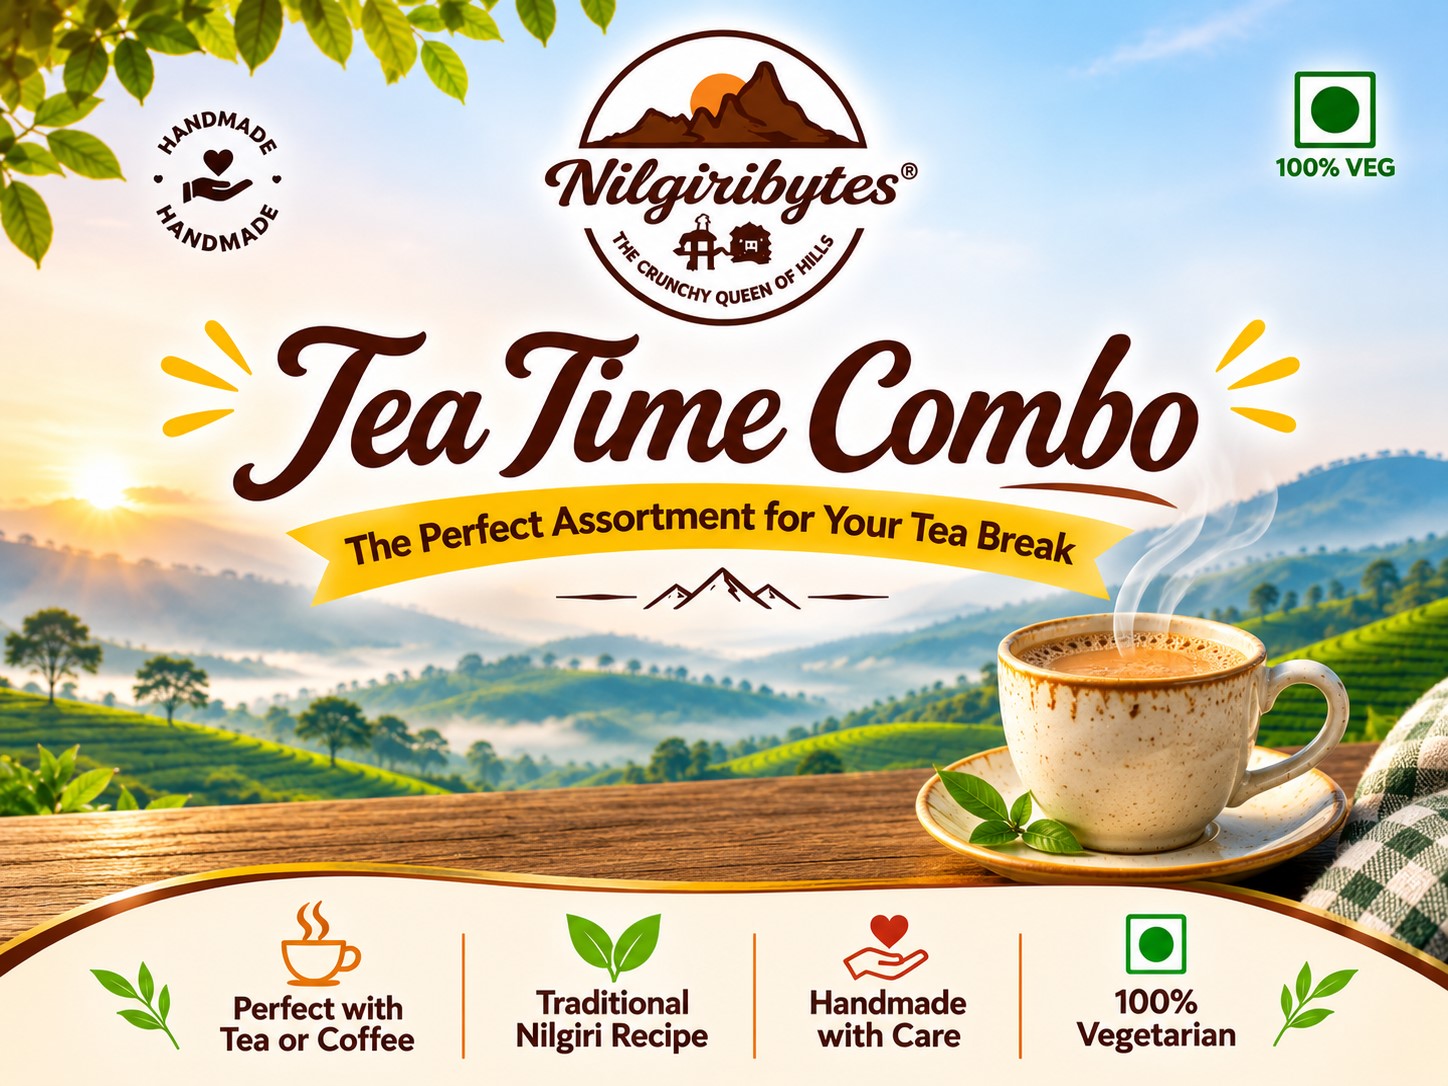 HANDMADE
HANDMADE
Nilgiribytes®
THE CRUNCHY QUEEN OF HILLS
100% VEG
Tea Time Combo
The Perfect Assortment for Your Tea Break
Perfect with
Tea or Coffee
Traditional
Nilgiri Recipe
Handmade
with Care
100%
Vegetarian